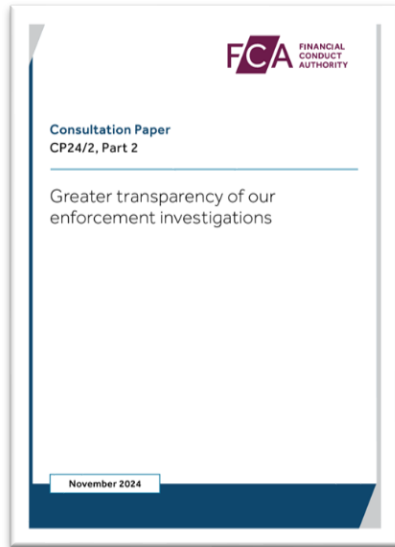 FCA FINANCIAL
CONDUCT
AUTHORITY
Consultation Paper
CP24/2, Part 2
Greater transparency of our
enforcement investigations
November 2024